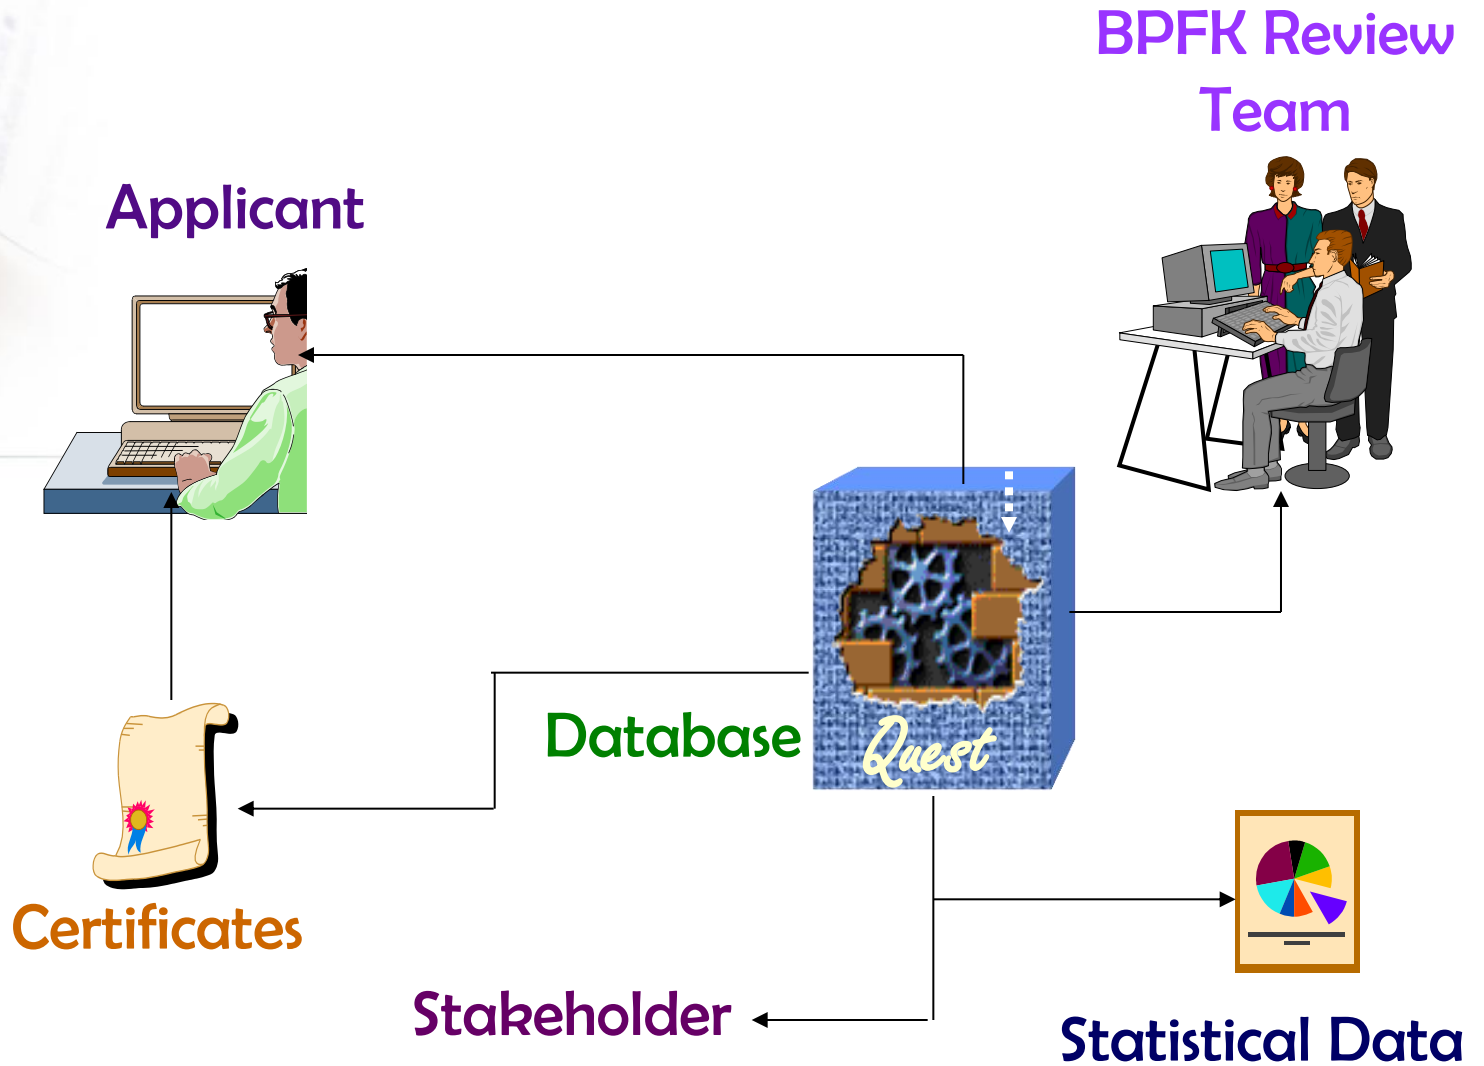 BPFK Review
Team
Applicant
Database
Quest
Certificates
Stakeholder
Statistical Data